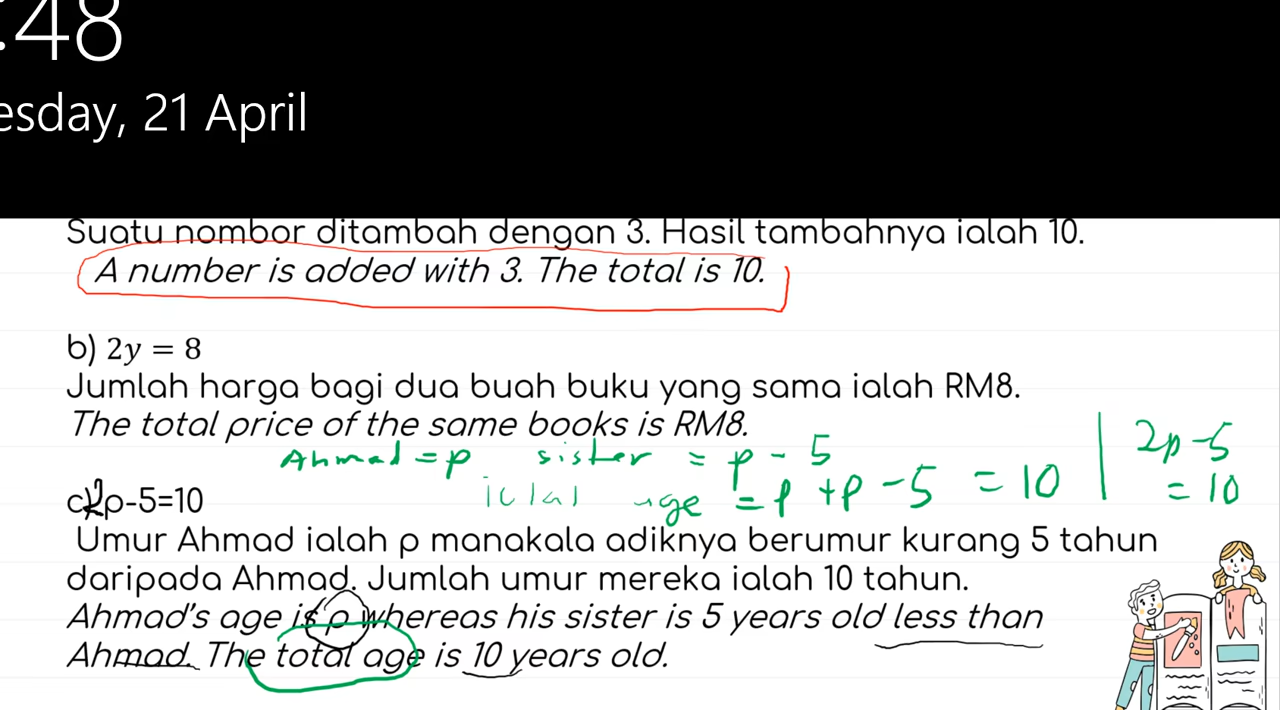 :48
esday, 21 April
Suatu nombor ditambah dengan 3. Hasil tambahnya ialah 10.
A number is added with 3. The total is 10.
b) 2y = 8
Jumlah harga bagi dua buah buku yang sama ialah RM8.
The total price of the same books is RM8.
Ahmad = p sister = p - 5
age = p + p - 5 = 10
2p - 5
= 10
c) 2p-5=10
Umur Ahmad ialah p manakala adiknya berumur kurang 5 tahun
daripada Ahmad. Jumlah umur mereka ialah 10 tahun.
Ahmad's age is p whereas his sister is 5 years old less than
Ahmad. The total age is 10 years old.